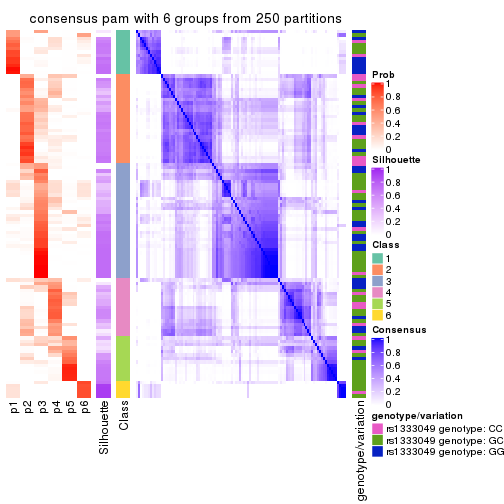 consensus pam with 6 groups from 250 partitions
Prob
1
0.8
0.6
0.4
0.2
0
Silhouette
1
0.8
0.6
0.4
0.2
0
Class
1
2
3
4
5
6
Consensus
1
0.8
0.6
0.4
0.2
0
genotype/variation
rs1333049 genotype: CC
rs1333049 genotype: GC
rs1333049 genotype: GG
p1
p2
p3
p4
p5
p6
Silhouette
Class
genotype/variation